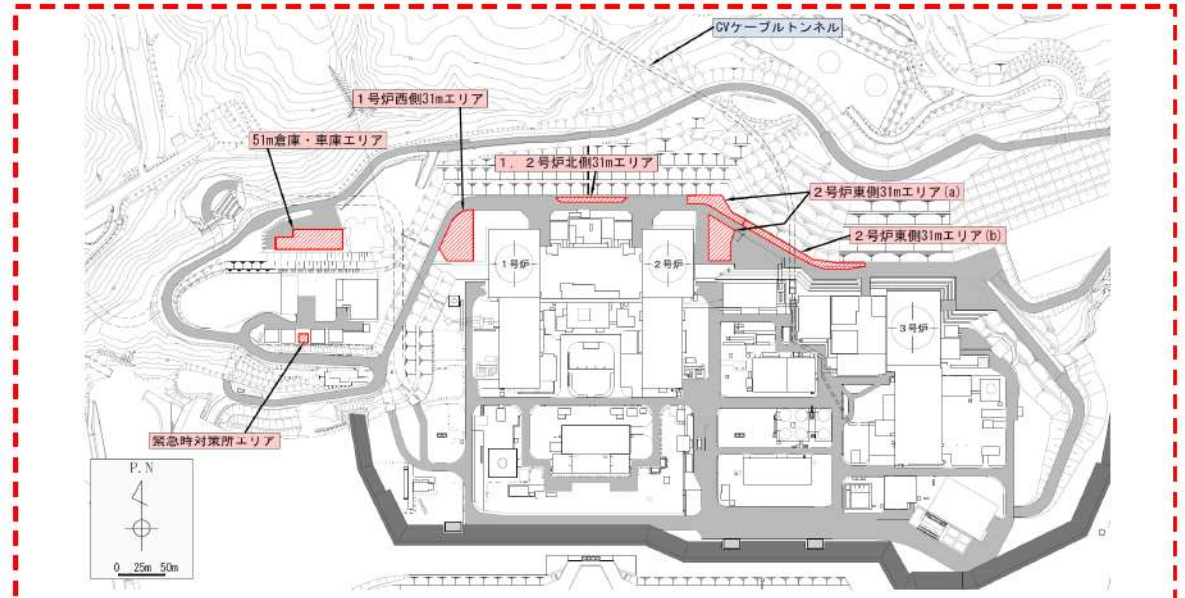 CVケーブルトンネル
1号炉西側31mエリア
51m倉庫・車庫エリア
1．2号炉北側31mエリア
2号炉東側31mエリア(a)
2号炉東側31mエリア(b)
1号炉
2号炉
3号炉
緊急時対策所エリア
P.N
0 25m 50m